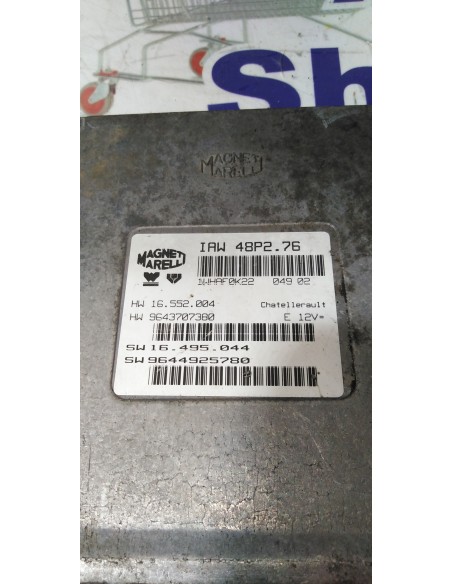 Sh
MAGNETI
MARELLI
MAGNETI
MARELLI
IAW 48P2.76
IWHAF0K22 049 02
HW 16.552.004 Chatellerault
HW 9643707380 E 12V=
SW 16.495.044
SW 9644925780